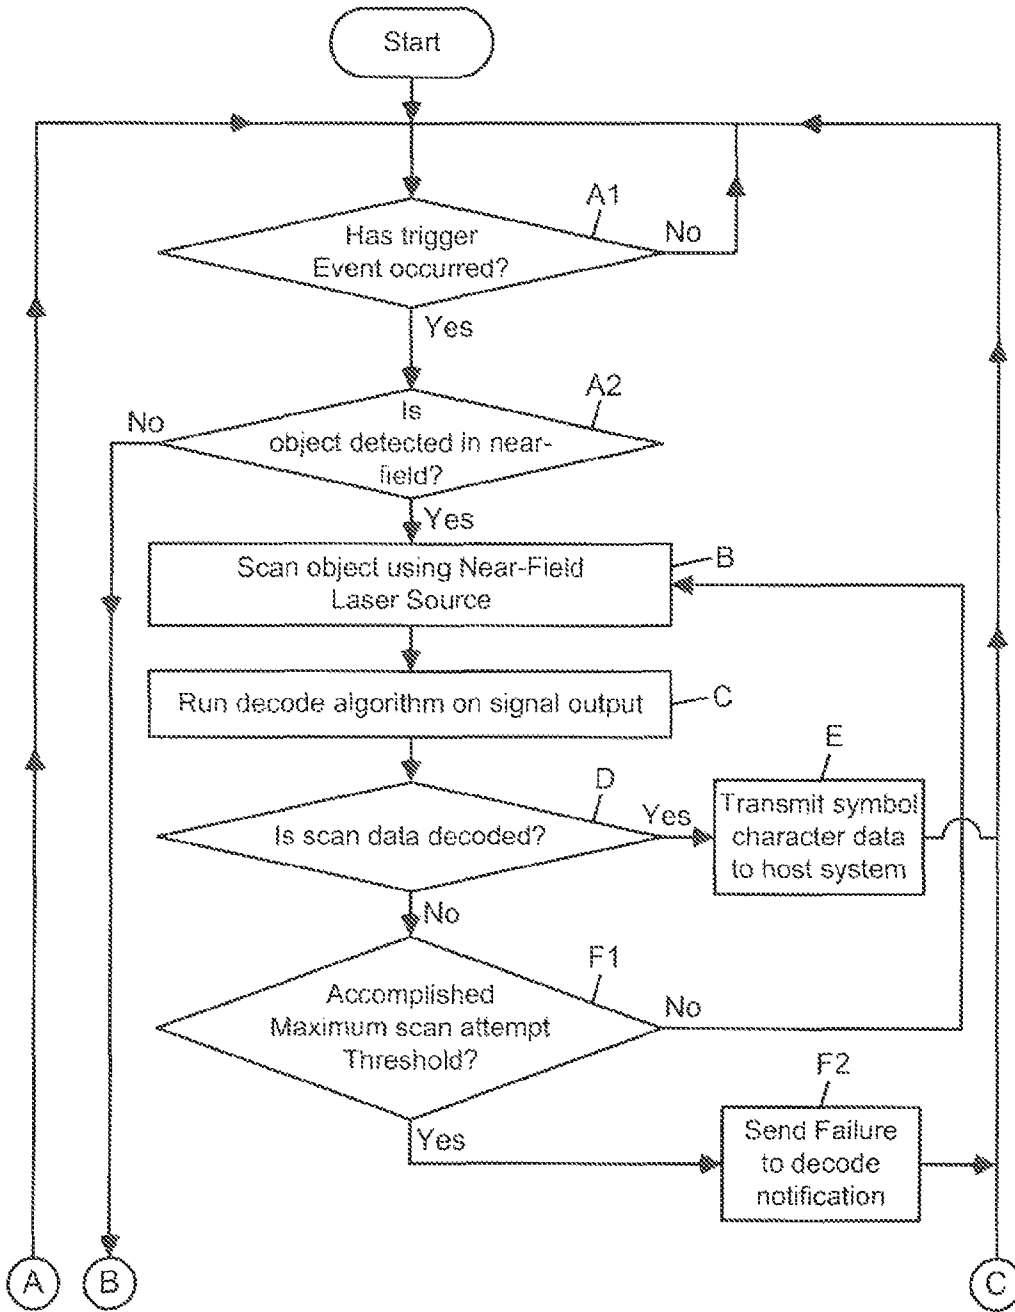 Start
A1
Has trigger
Event occurred?
No
Yes
A2
Is
object detected in near-
field?
No
Yes
Scan object using Near-Field
Laser Source
B
Run decode algorithm on signal output
C
D
Is scan data decoded?
Yes
E
Transmit symbol
character data
to host system
No
F1
Accomplished
Maximum scan attempt
Threshold?
No
Yes
F2
Send Failure
to decode
notification
A
B
C